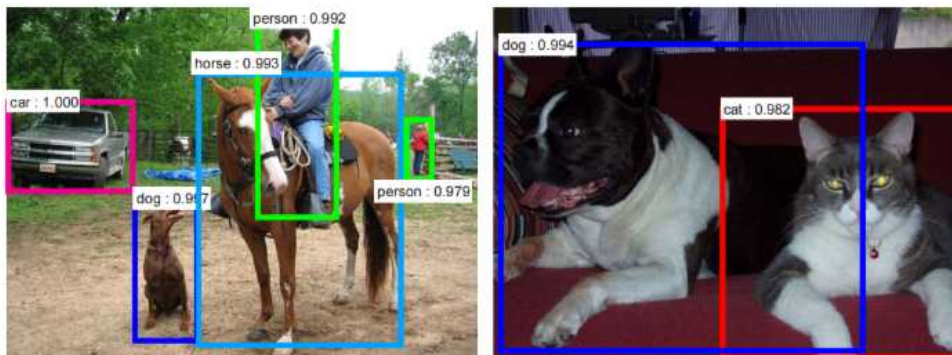 person : 0.992
horse : 0.993
car : 1.000
person : 0.979
dog : 0.997
dog : 0.994
cat : 0.982